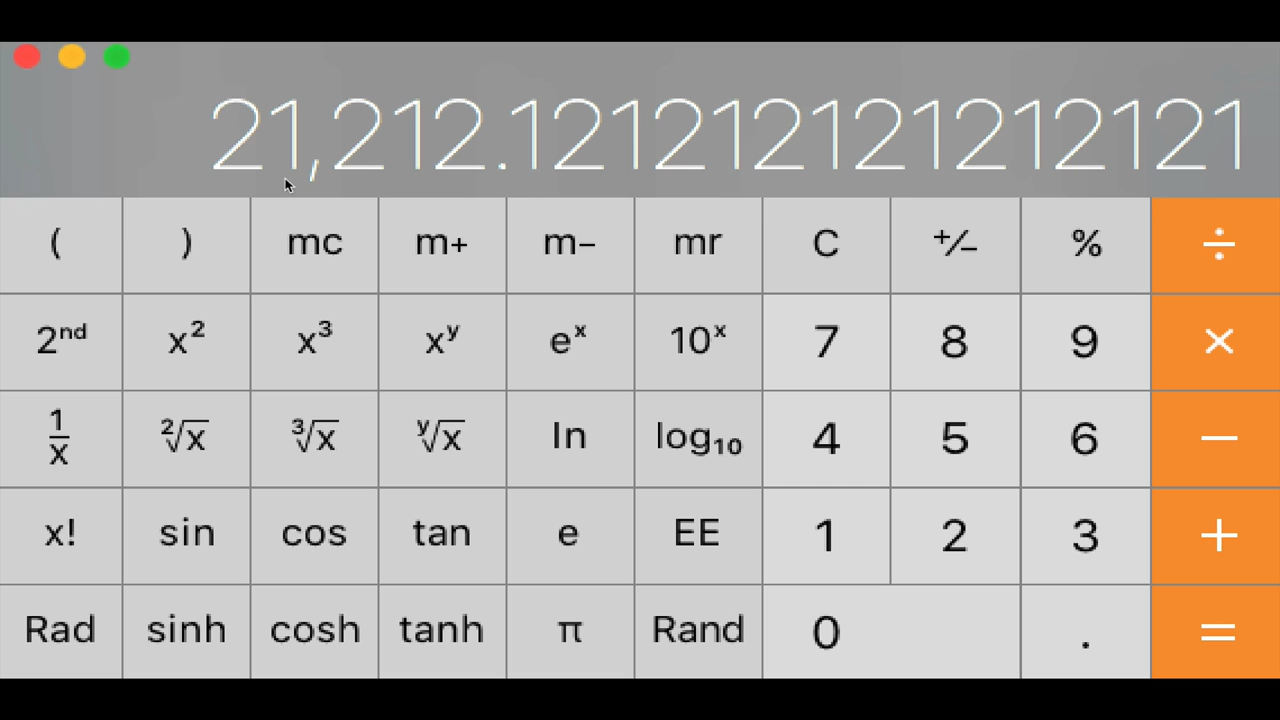 21,212.121212121212121
( ) mc m+ m− mr C +⁄− % ÷
2ⁿᵈ x² x³ xʸ eˣ 10ˣ 7 8 9 ×
1/x ²√x ³√x ʸ√x ln log₁₀ 4 5 6 −
x! sin cos tan e EE 1 2 3 +
Rad sinh cosh tanh π Rand 0 . =